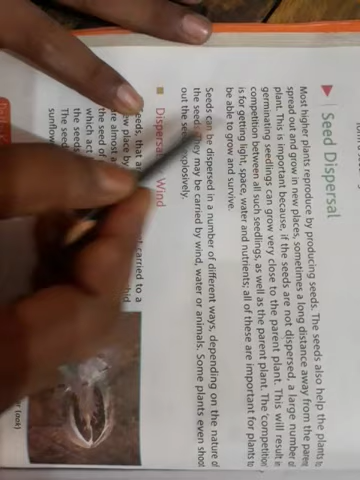 Seed Dispersal
Most higher plants reproduce by producing seeds. The seeds also help the plants to
spread out and grow in new places, sometimes a long distance away from the parent
plant. This is important because, if the seeds are not dispersed, a large number of
germinating seedlings can grow very close to the parent plant. This will result in
competition between all such seedlings, as well as the parent plant. The 'competition'
is for getting light, space, water and nutrients; all of these are important for plants to
be able to grow and survive.
Seeds can be dispersed in a number of different ways, depending on the nature of
the seeds. They may be carried by wind, water or animals. Some plants even shoot
out the seeds explosively.
Wind
carried to a
place
almost a
the seed of
which act
the seeds
The seed
sunflow